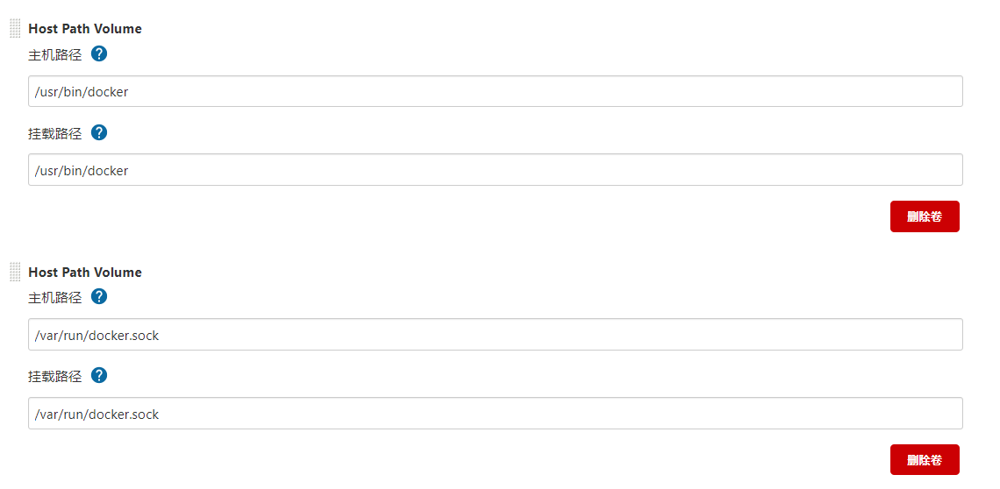 Host Path Volume
主机路径 ?
/usr/bin/docker
挂载路径 ?
/usr/bin/docker
删除卷
Host Path Volume
主机路径 ?
/var/run/docker.sock
挂载路径 ?
/var/run/docker.sock
删除卷